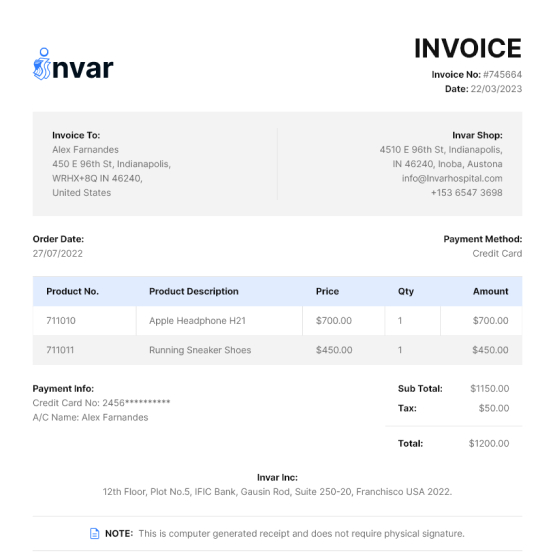 invar
INVOICE
Invoice No: #745664
Date: 22/03/2023
Invoice To:
Alex Farnandes
450 E 96th St, Indianapolis,
WRHX+8Q IN 46240,
United States
Invar Shop:
4510 E 96th St, Indianapolis,
IN 46240, Inoba, Austona
info@Invarhospital.com
+153 6547 3698
Order Date:
27/07/2022
Payment Method:
Credit Card
Product No. Product Description Price Qty Amount
711010 Apple Headphone H21 $700.00 1 $700.00
711011 Running Sneaker Shoes $450.00 1 $450.00
Payment Info:
Credit Card No: 2456**********
A/C Name: Alex Farnandes
Sub Total: $1150.00
Tax: $50.00
Total: $1200.00
Invar Inc:
12th Floor, Plot No.5, IFIC Bank, Gausin Rod, Suite 250-20, Franchisco USA 2022.
NOTE: This is computer generated receipt and does not require physical signature.